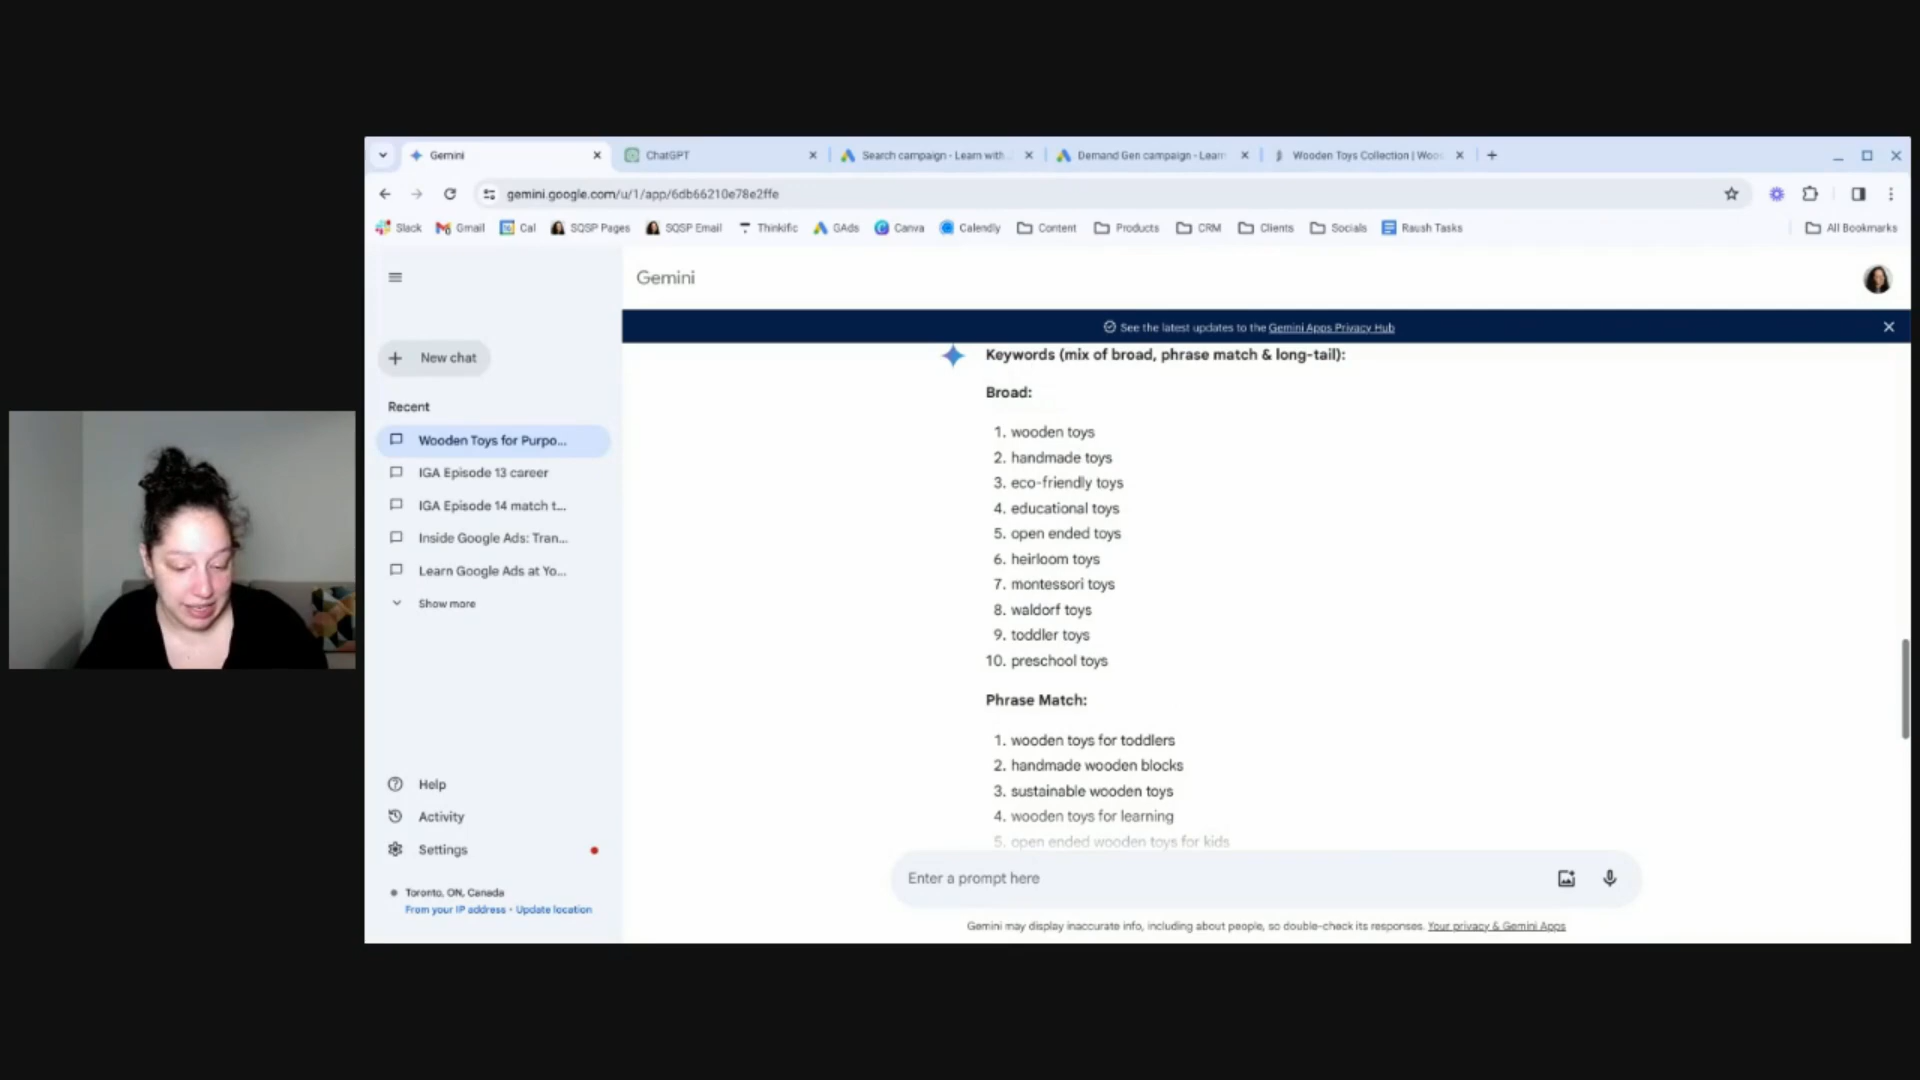 Gemini
ChatGPT
Search campaign - Learn with
Demand Gen campaign - Learn
Wooden Toys Collection | Woo
gemini.google.com/u/1/app/6db66210e78e2ffe
Slack
Gmail
Cal
SQSP Pages
SQSP Email
Thinkific
GAds
Canva
Calendly
Content
Products
CRM
Clients
Socials
Raush Tasks
All Bookmarks
Gemini
See the latest updates to the Gemini Apps Privacy Hub
New chat
Recent
Wooden Toys for Purpo...
IGA Episode 13 career
IGA Episode 14 match t...
Inside Google Ads: Tran...
Learn Google Ads at Yo...
Show more
Help
Activity
Settings
Toronto, ON, Canada
From your IP address • Update location
Keywords (mix of broad, phrase match & long-tail):
Broad:
1. wooden toys
2. handmade toys
3. eco-friendly toys
4. educational toys
5. open ended toys
6. heirloom toys
7. montessori toys
8. waldorf toys
9. toddler toys
10. preschool toys
Phrase Match:
1. wooden toys for toddlers
2. handmade wooden blocks
3. sustainable wooden toys
4. wooden toys for learning
5. open ended wooden toys for kids
Enter a prompt here
Gemini may display inaccurate info, including about people, so double-check its responses. Your privacy & Gemini Apps